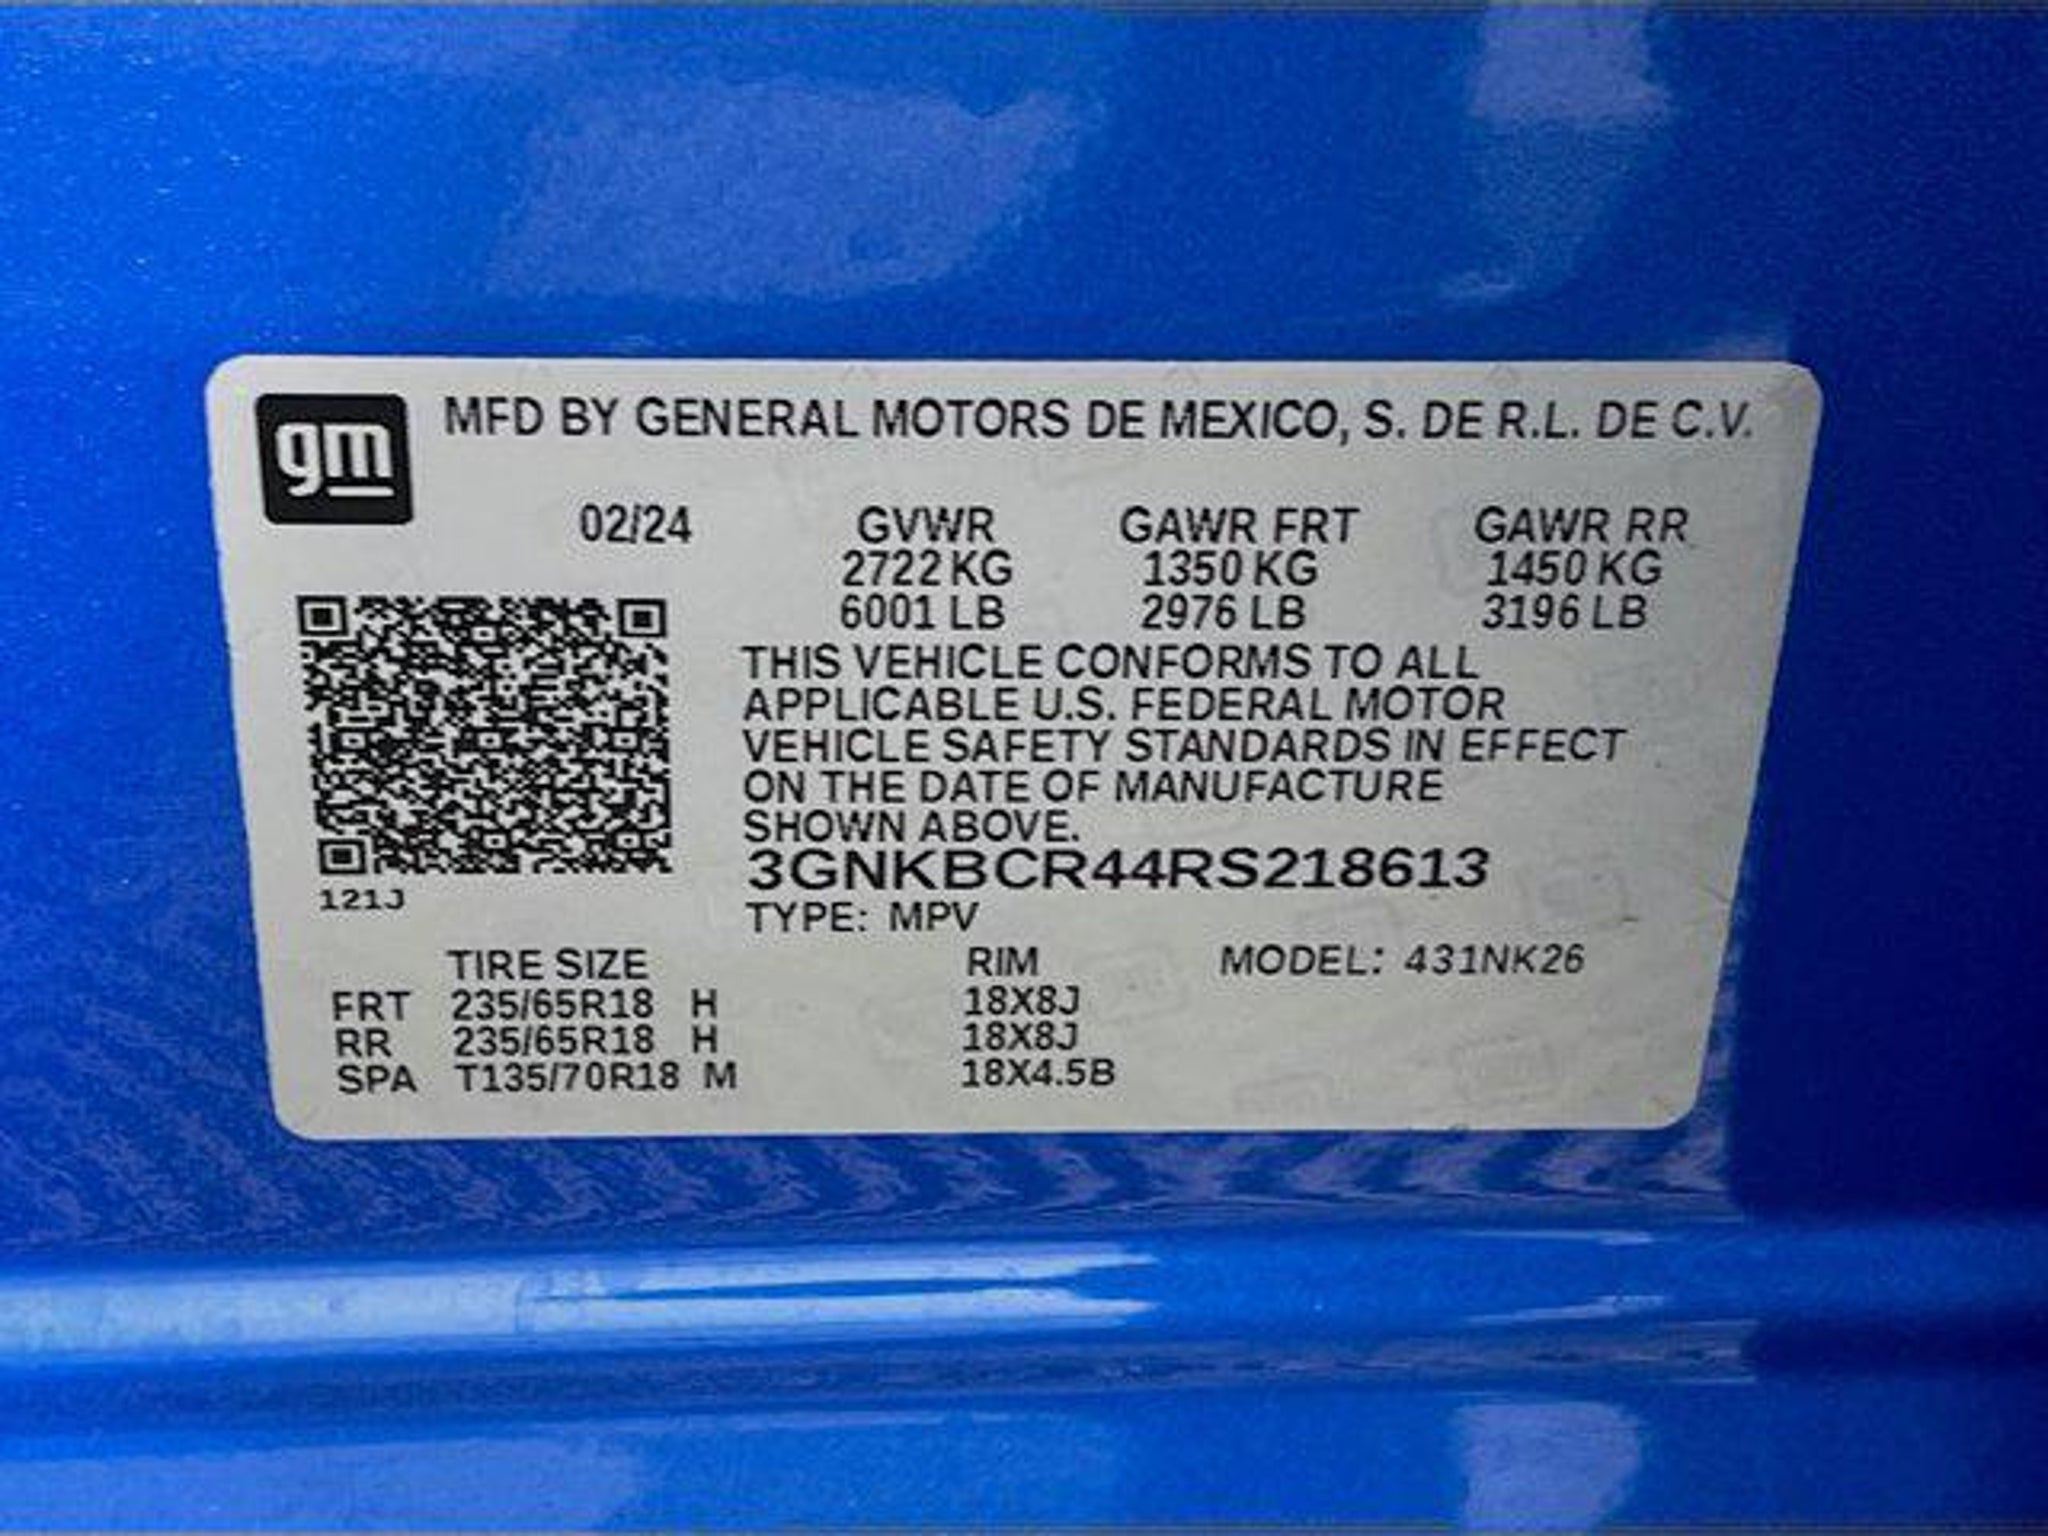 gm
MFD BY GENERAL MOTORS DE MEXICO, S. DE R.L. DE C.V.
02/24 GVWR GAWR FRT GAWR RR
2722 KG 1350 KG 1450 KG
6001 LB 2976 LB 3196 LB
THIS VEHICLE CONFORMS TO ALL
APPLICABLE U.S. FEDERAL MOTOR
VEHICLE SAFETY STANDARDS IN EFFECT
ON THE DATE OF MANUFACTURE
SHOWN ABOVE.
3GNKBCR44RS218613
121J
TYPE: MPV
TIRE SIZE RIM MODEL: 431NK26
FRT 235/65R18 H 18X8J
RR 235/65R18 H 18X8J
SPA T135/70R18 M 18X4.5B